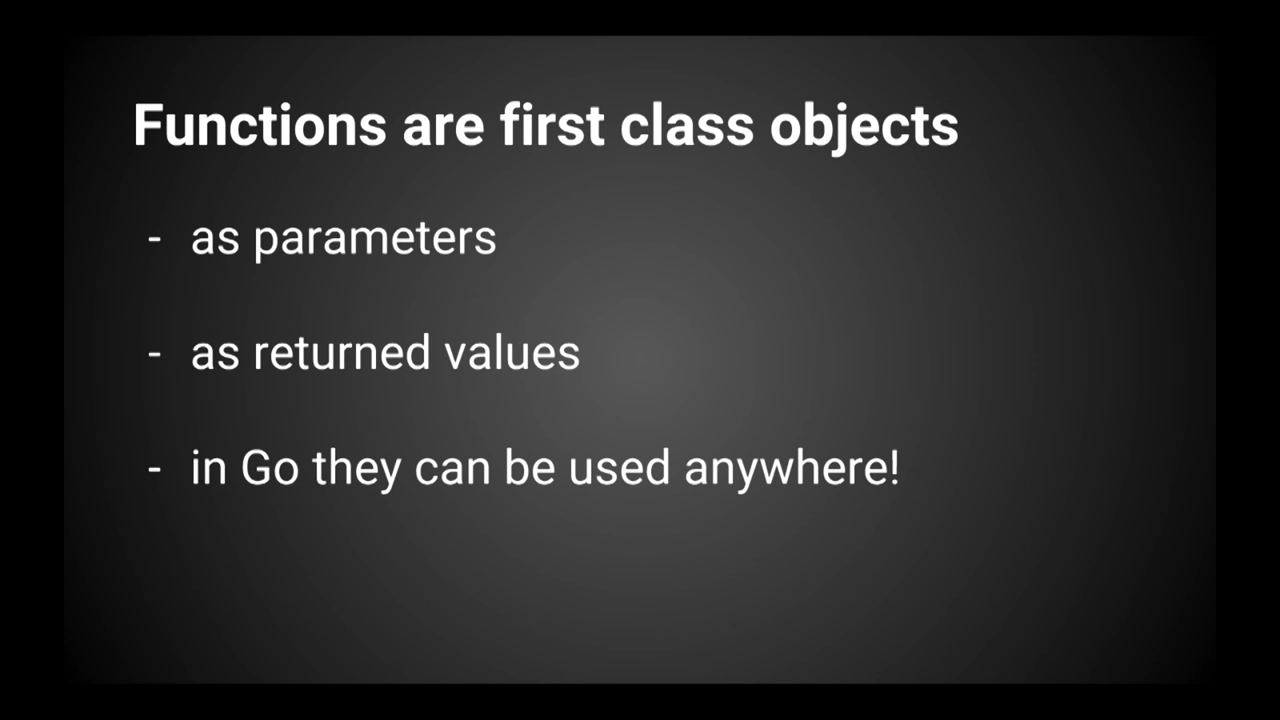 Functions are first class objects
- as parameters
- as returned values
- in Go they can be used anywhere!